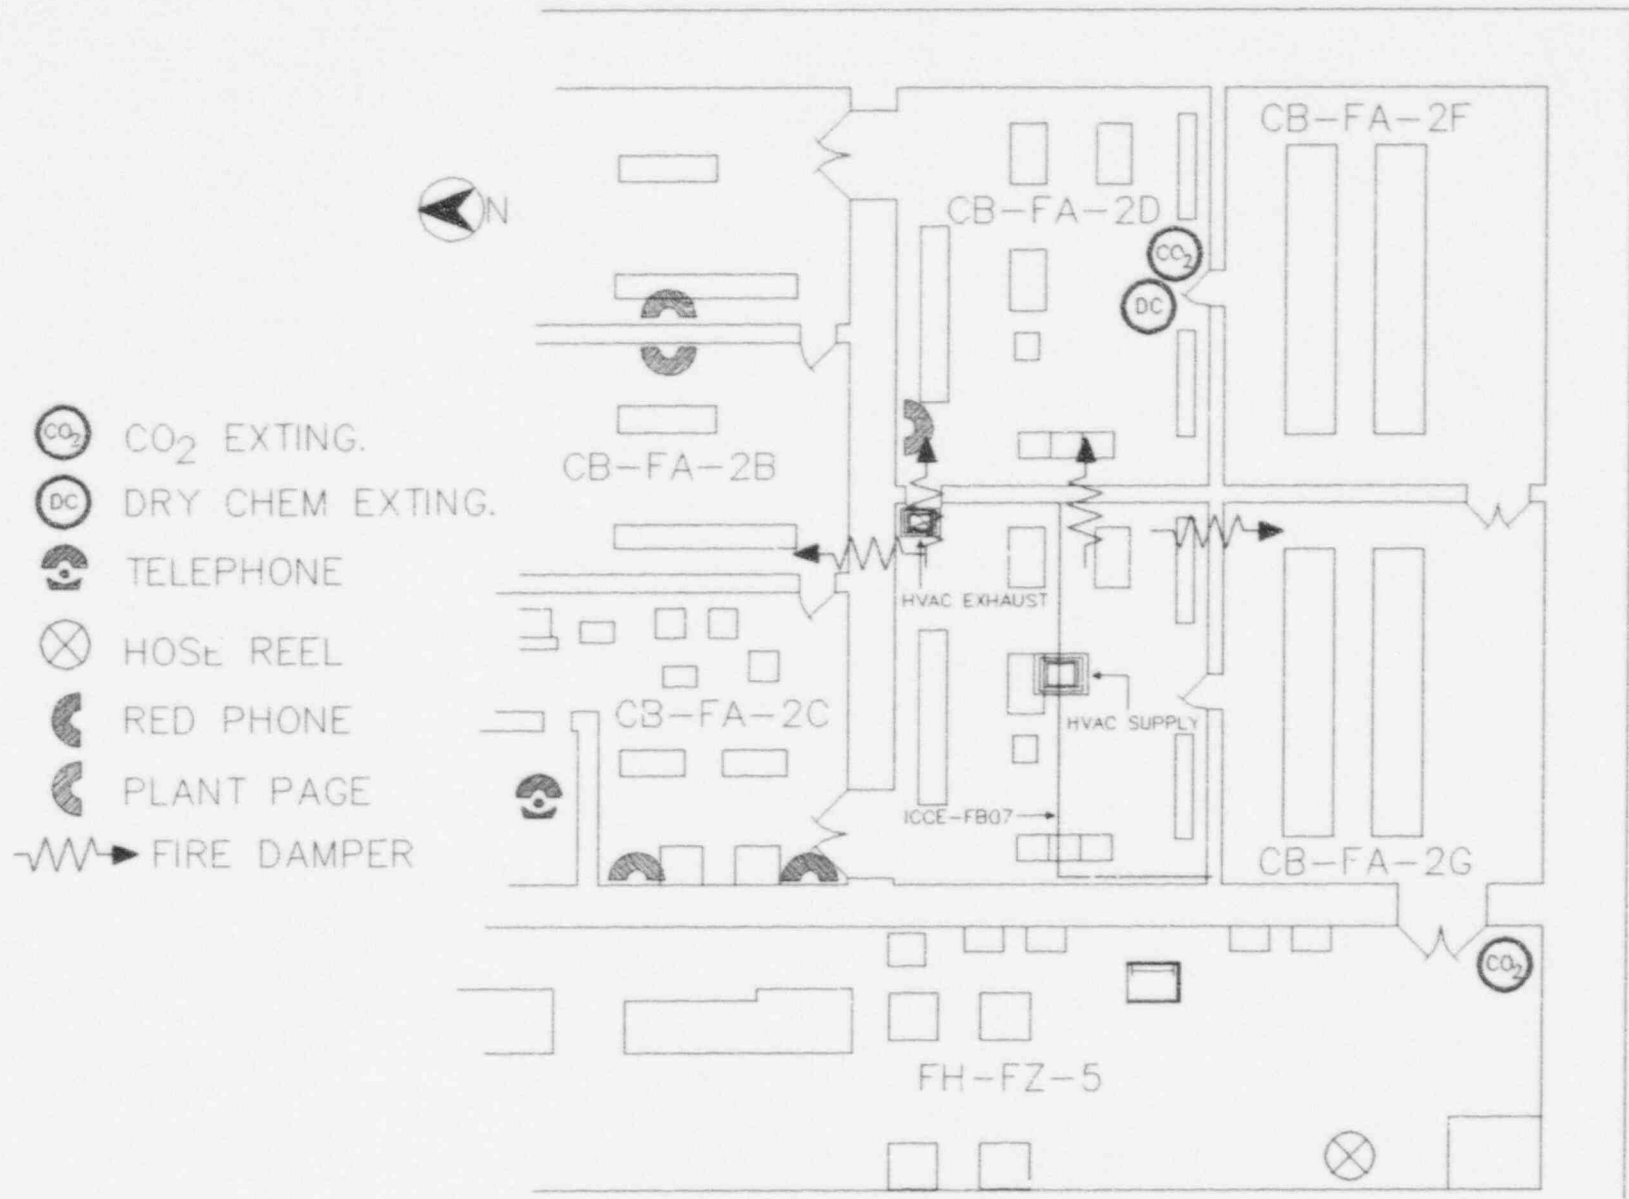 CB-FA-2F
N
CB-FA-2D
CO2
DC
CO2 CO2 EXTING.
CB-FA-2B
DC DRY CHEM EXTING.
TELEPHONE
HVAC EXHAUST
HOSE REEL
CB-FA-2C
RED PHONE
HVAC SUPPLY
PLANT PAGE
ICCE-FB07
FIRE DAMPER
CB-FA-2G
CO2
FH-FZ-5